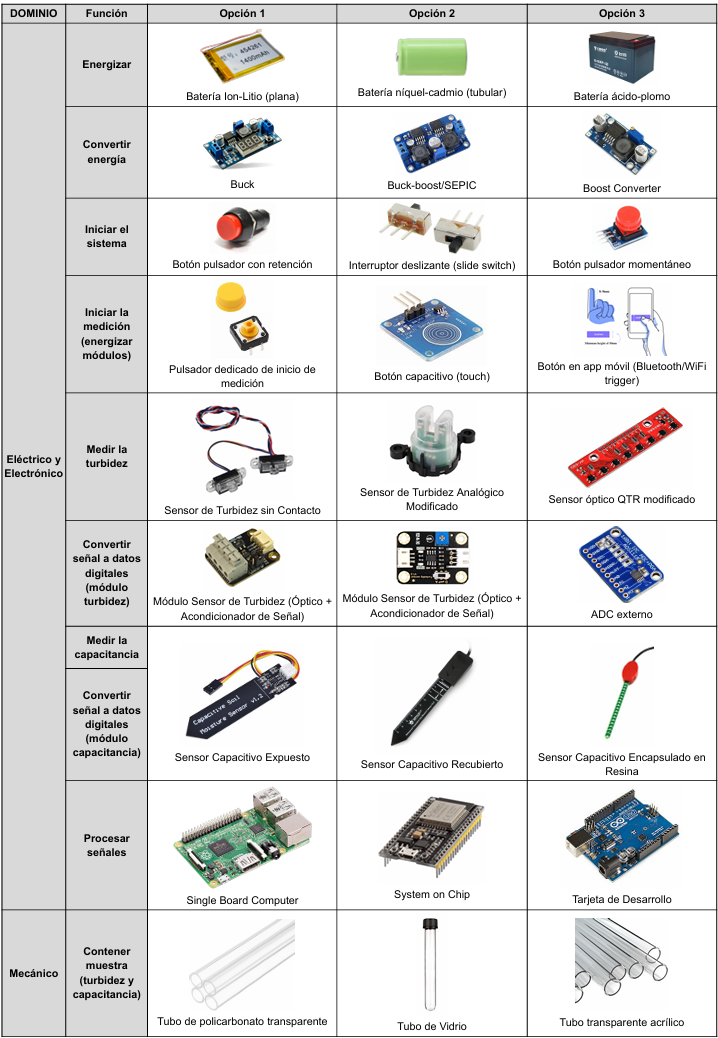 DOMINIO
Función
Opción 1
Opción 2
Opción 3
Eléctrico y
Electrónico
Energizar
454261
1400mAh
Batería Ion-Litio (plana)
Batería níquel-cadmio (tubular)
Batería ácido-plomo
Convertir
energía
Buck
Buck-boost/SEPIC
Boost Converter
Iniciar el
sistema
Botón pulsador con retención
Interruptor deslizante (slide switch)
Botón pulsador momentáneo
Iniciar la
medición
(energizar
módulos)
Pulsador dedicado de inicio de
medición
Botón capacitivo (touch)
Botón en app móvil (Bluetooth/WiFi
trigger)
Medir la
turbidez
Sensor de Turbidez sin Contacto
Sensor de Turbidez Analógico
Modificado
Sensor óptico QTR modificado
Convertir
señal a datos
digitales
(módulo
turbidez)
Módulo Sensor de Turbidez (Óptico +
Acondicionador de Señal)
Módulo Sensor de Turbidez (Óptico +
Acondicionador de Señal)
ADC externo
Medir la
capacitancia
Convertir
señal a datos
digitales
(módulo
capacitancia)
Capacitive Soil
Moisture Sensor v1.2
Sensor Capacitivo Expuesto
Sensor Capacitivo Recubierto
Sensor Capacitivo Encapsulado en
Resina
Procesar
señales
Single Board Computer
System on Chip
Tarjeta de Desarrollo
Mecánico
Contener
muestra
(turbidez y
capacitancia)
Tubo de policarbonato transparente
Tubo de Vidrio
Tubo transparente acrílico